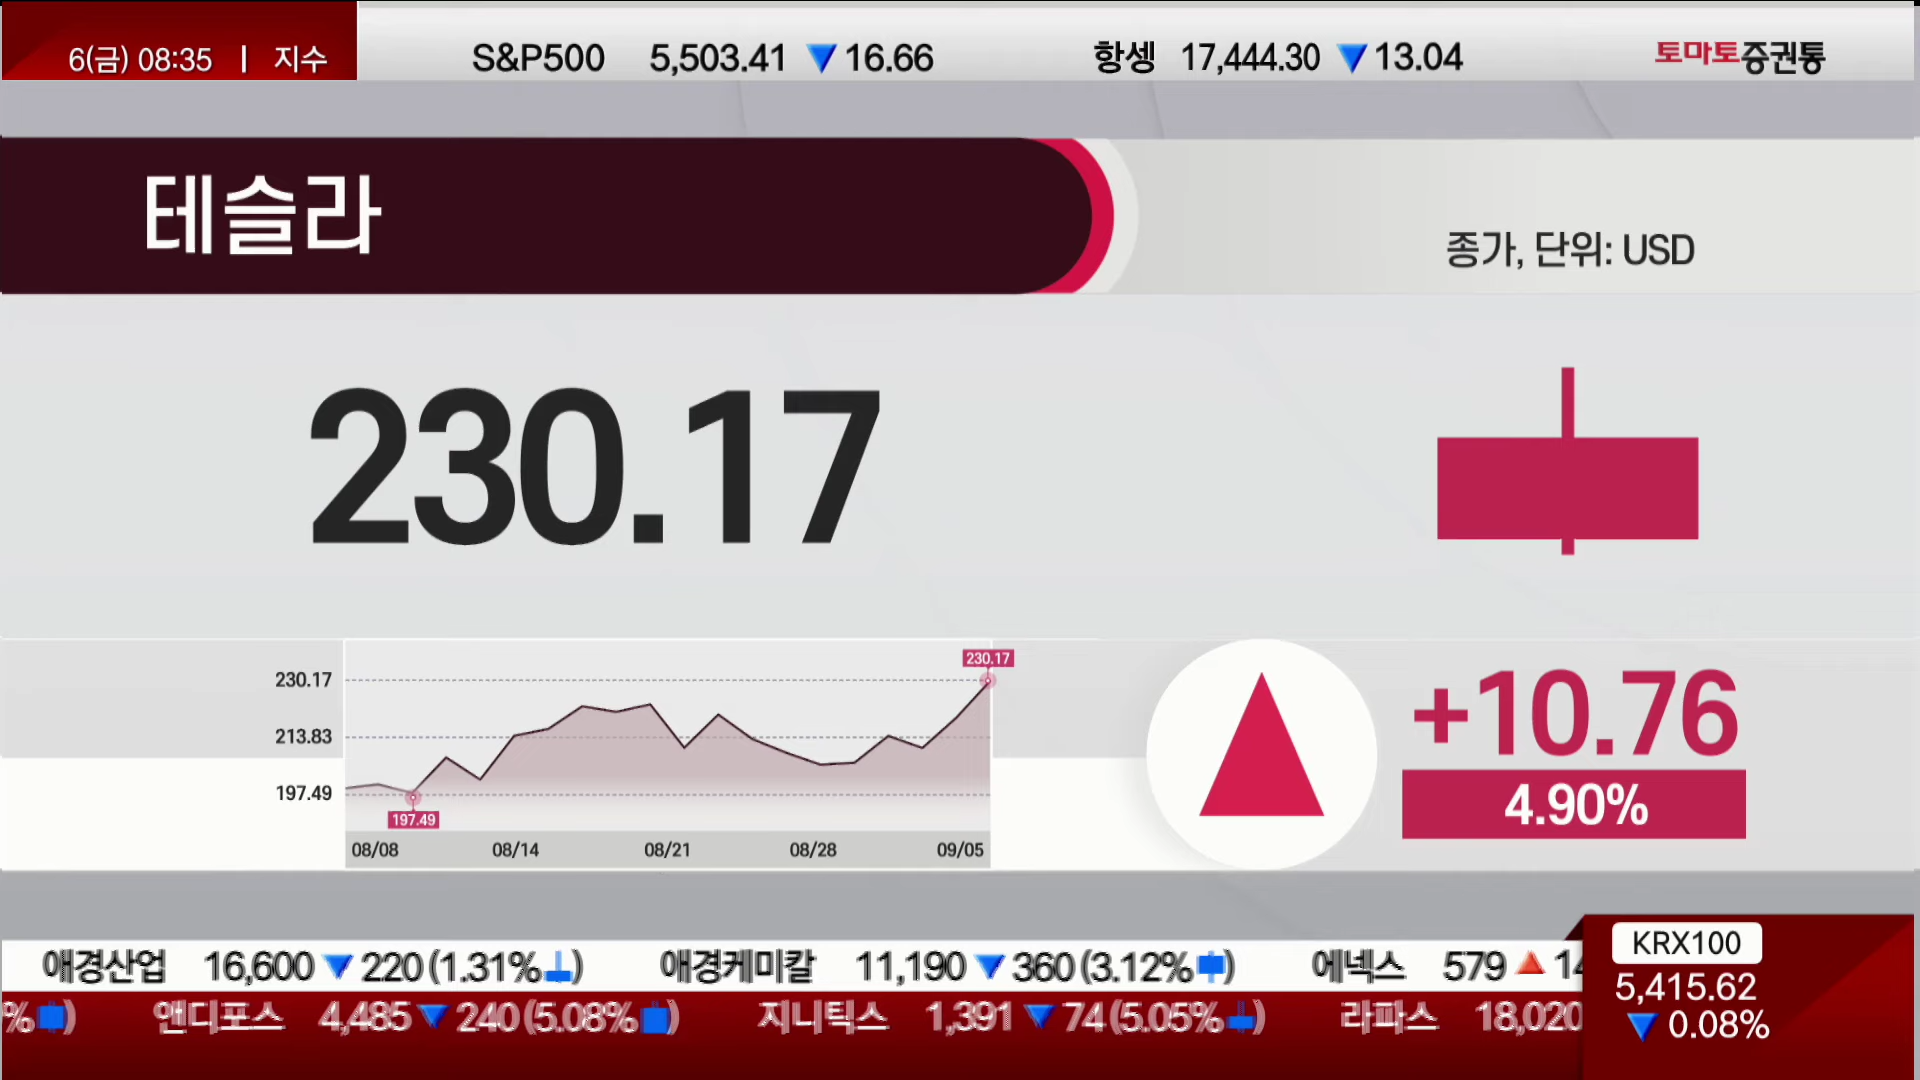 6(금) 08:35 | 지수
S&P500 5,503.41 ▼16.66 항셍 17,444.30 ▼13.04
토마토증권통
테슬라
종가, 단위: USD
230.17
230.17
213.83
197.49
230.17
197.49
08/08 08/14 08/21 08/28 09/05
+10.76
4.90%
애경산업 16,600 ▼220 (1.31%) 애경케미칼 11,190 ▼360 (3.12%) 에넥스 579 ▲14
%) 앤디포스 4,485 ▼240 (5.08%) 지니틱스 1,391 ▼74 (5.05%) 라파스 18,020
KRX100
5,415.62
▼0.08%